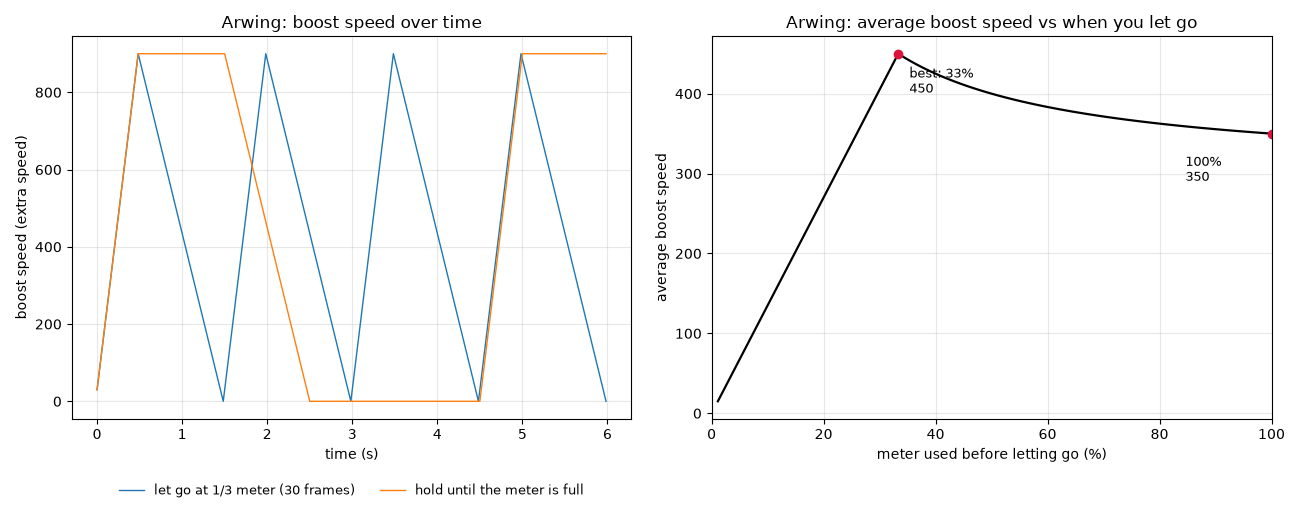 Arwing: boost speed over time
boost speed (extra speed)
800
600
400
200
0
0 1 2 3 4 5 6
time (s)
let go at 1/3 meter (30 frames)
hold until the meter is full
Arwing: average boost speed vs when you let go
average boost speed
400
300
200
100
0
best: 33%
450
100%
350
0 20 40 60 80 100
meter used before letting go (%)